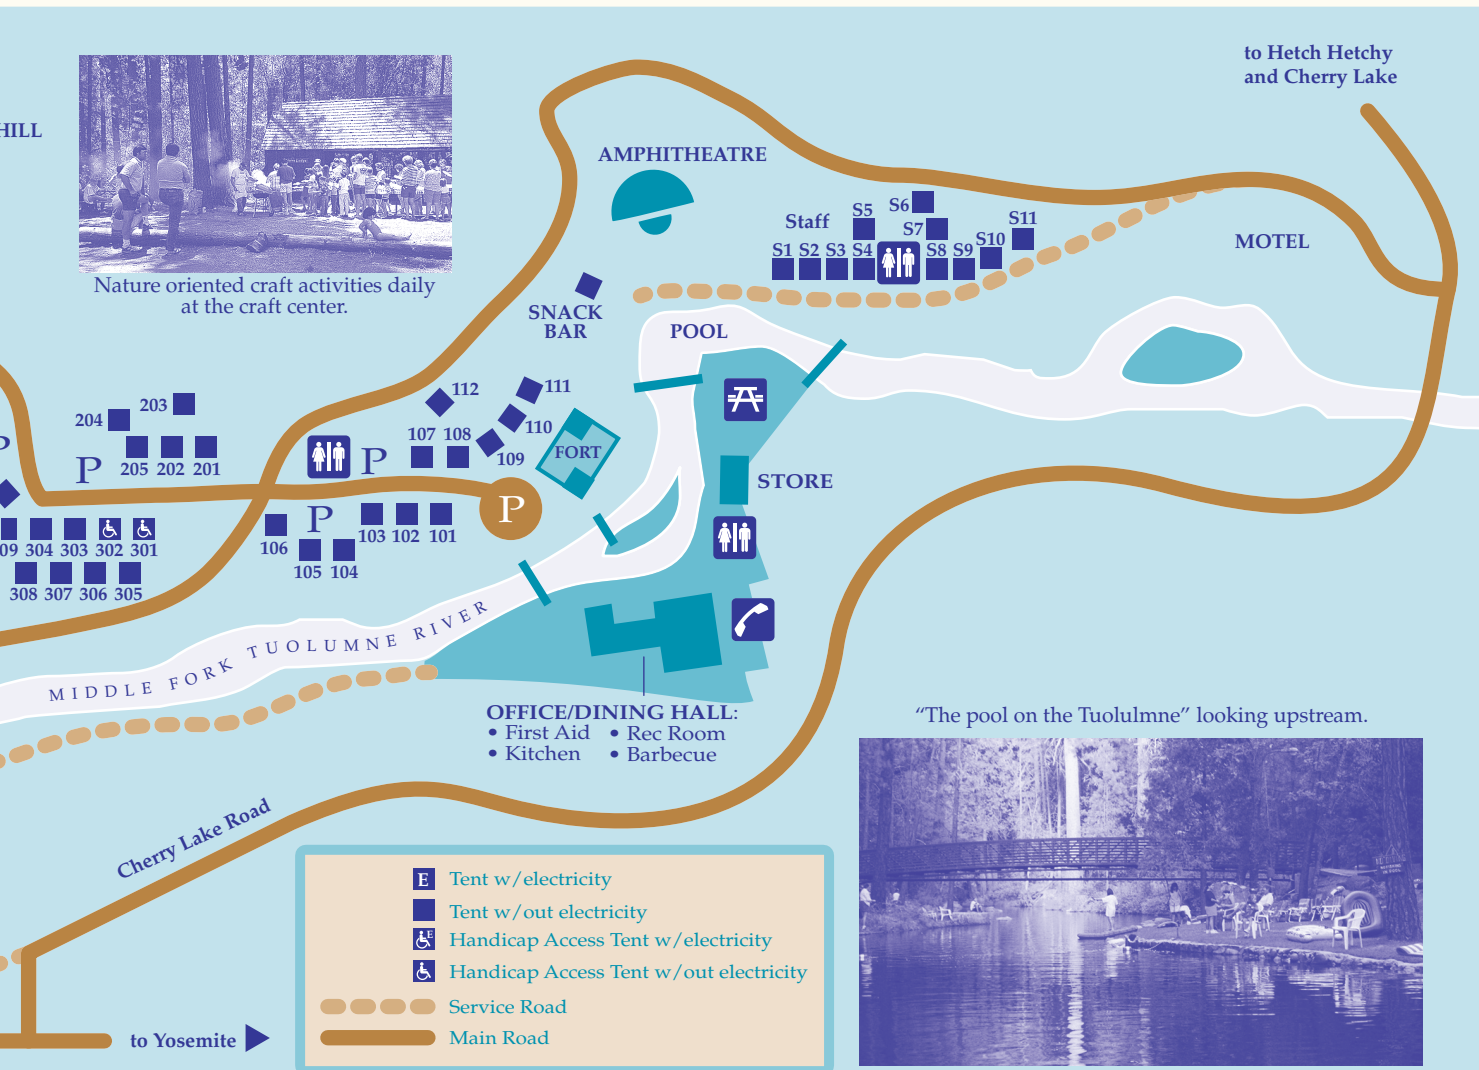 to Hetch Hetchy
and Cherry Lake
HILL
AMPHITHEATRE
Staff
S5
S6
S7
S11
S1 S2 S3 S4 S8 S9 S10
MOTEL
Nature oriented craft activities daily
at the craft center.
SNACK
BAR
POOL
112
111
110
109
107 108
FORT
203
204
P
205 202 201
P
P
STORE
P
P
103 102 101
106
105 104
09 304 303 302 301
308 307 306 305
MIDDLE FORK TUOLUMNE RIVER
OFFICE/DINING HALL:
• First Aid • Rec Room
• Kitchen • Barbecue
"The pool on the Tuolulmne" looking upstream.
Cherry Lake Road
E Tent w/electricity
Tent w/out electricity
E Handicap Access Tent w/electricity
Handicap Access Tent w/out electricity
Service Road
Main Road
to Yosemite